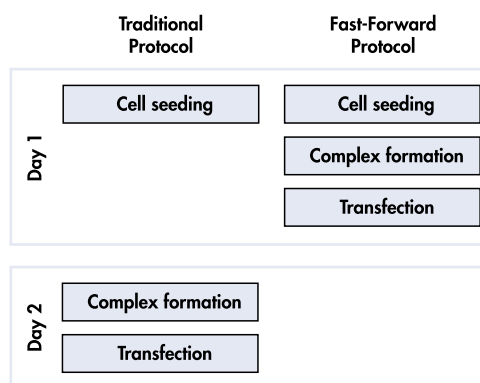 Traditional
Protocol
Fast-Forward
Protocol
Day 1
Cell seeding
Cell seeding
Complex formation
Transfection
Day 2
Complex formation
Transfection